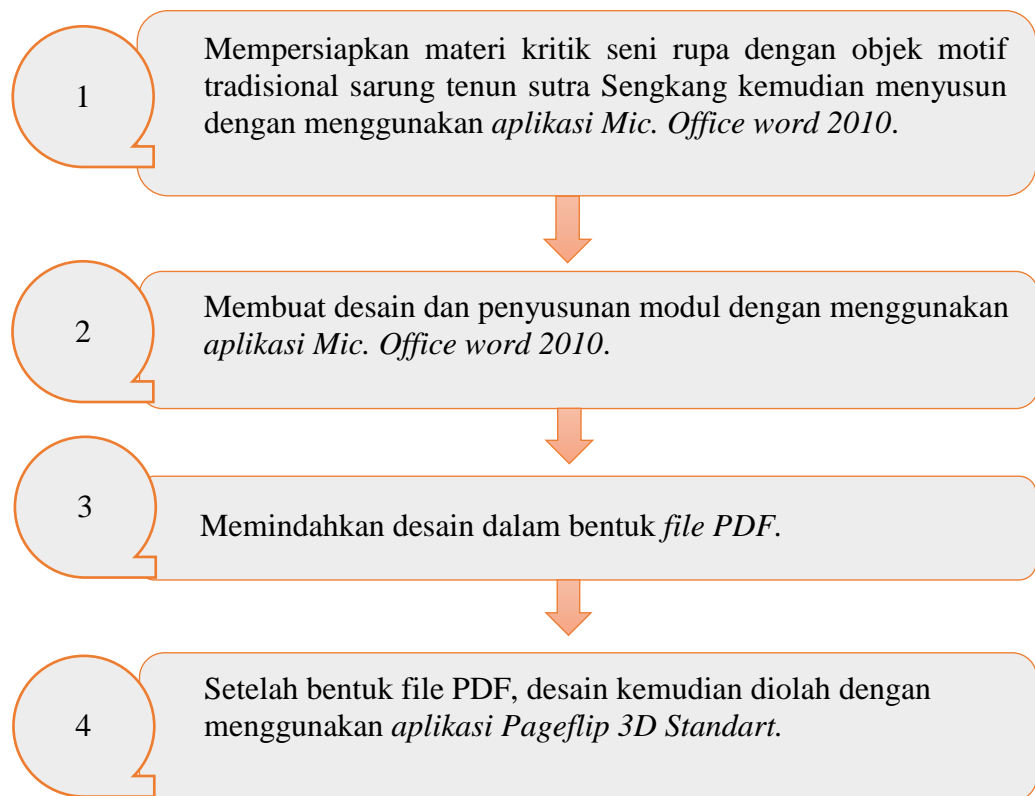 1
Mempersiapkan materi kritik seni rupa dengan objek motif
tradisional sarung tenun sutra Sengkang kemudian menyusun
dengan menggunakan aplikasi Mic. Office word 2010.
2
Membuat desain dan penyusunan modul dengan menggunakan
aplikasi Mic. Office word 2010.
3
Memindahkan desain dalam bentuk file PDF.
4
Setelah bentuk file PDF, desain kemudian diolah dengan
menggunakan aplikasi Pageflip 3D Standart.